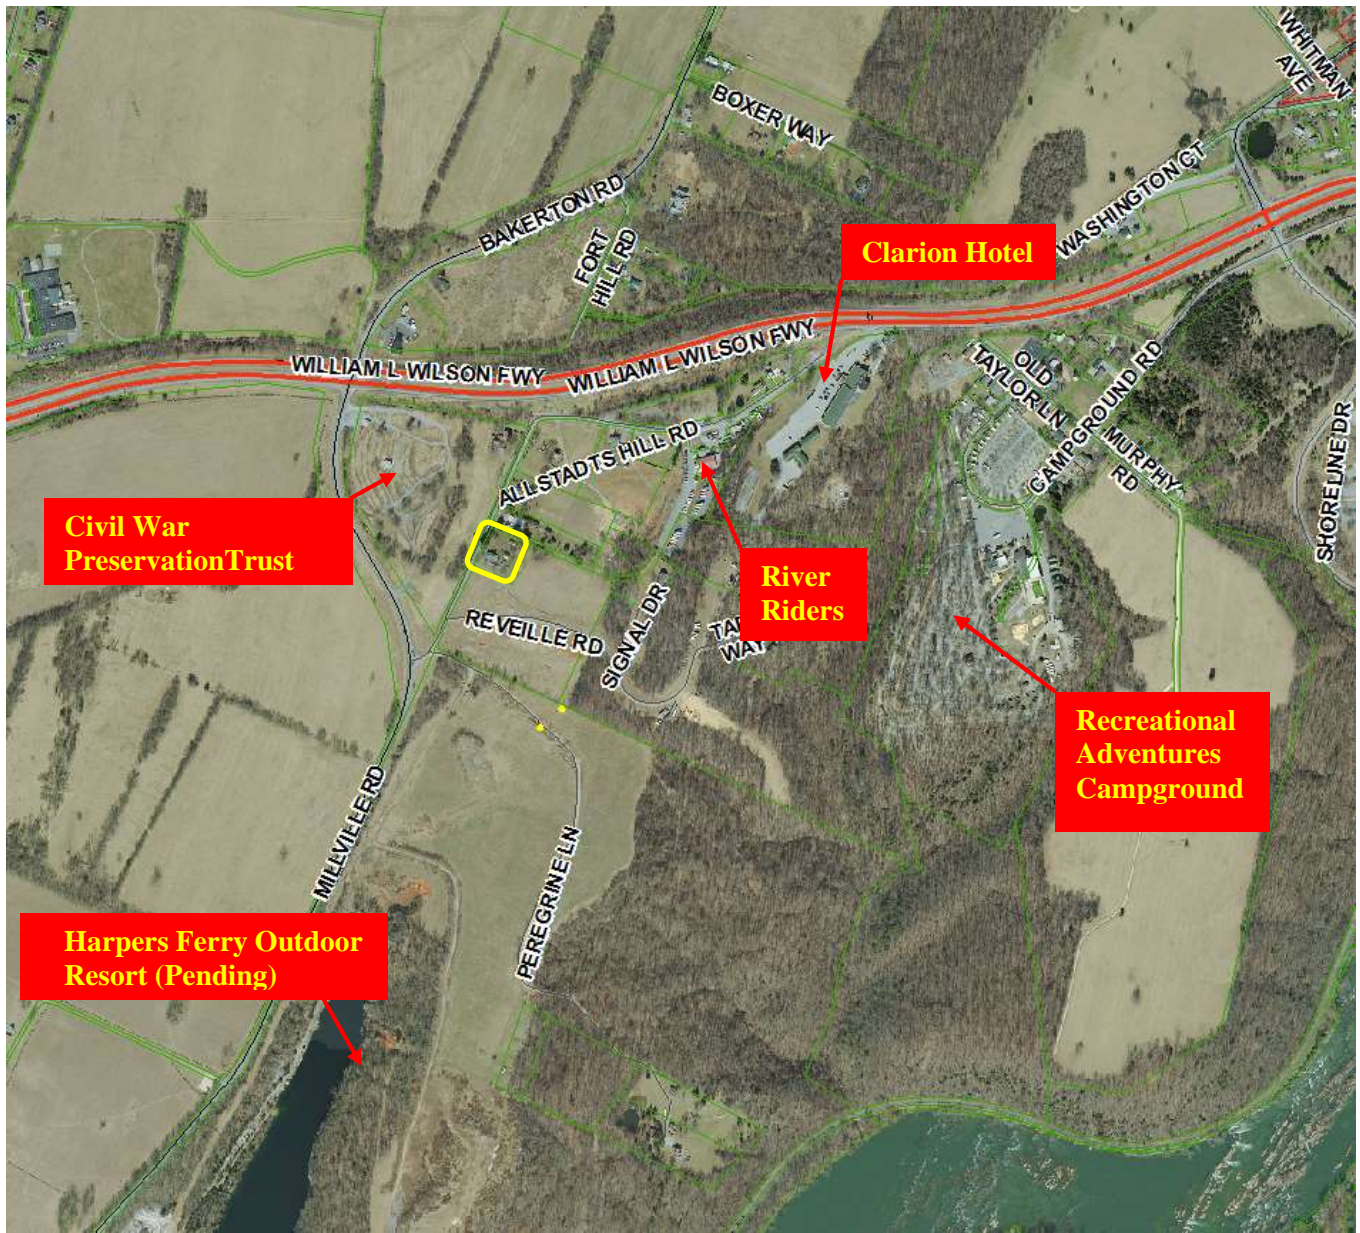 WHITMAN
AVE
BOXER WAY
WASHINGTON CT
BAKERTON RD
FORT
HILL RD
Clarion Hotel
WILLIAM L WILSON FWY
WILLIAM L WILSON FWY
OLD
TAYLOR LN
CAMPGROUND RD
MURPHY
RD
SHORELINE DR
ALLSTADTS HILL RD
Civil War
PreservationTrust
River
Riders
REVEILLE RD
SIGNAL DR
WAY
Recreational
Adventures
Campground
MILLVILLE RD
PEREGRINE LN
Harpers Ferry Outdoor
Resort (Pending)